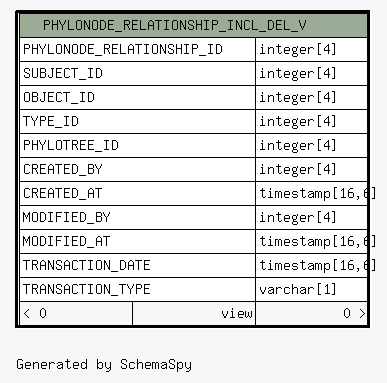 PHYLONODE_RELATIONSHIP_INCL_DEL_V
PHYLONODE_RELATIONSHIP_ID integer[4]
SUBJECT_ID integer[4]
OBJECT_ID integer[4]
TYPE_ID integer[4]
PHYLOTREE_ID integer[4]
CREATED_BY integer[4]
CREATED_AT timestamp[16,6]
MODIFIED_BY integer[4]
MODIFIED_AT timestamp[16,6]
TRANSACTION_DATE timestamp[16,6]
TRANSACTION_TYPE varchar[1]
< 0 view 0 >
Generated by SchemaSpy